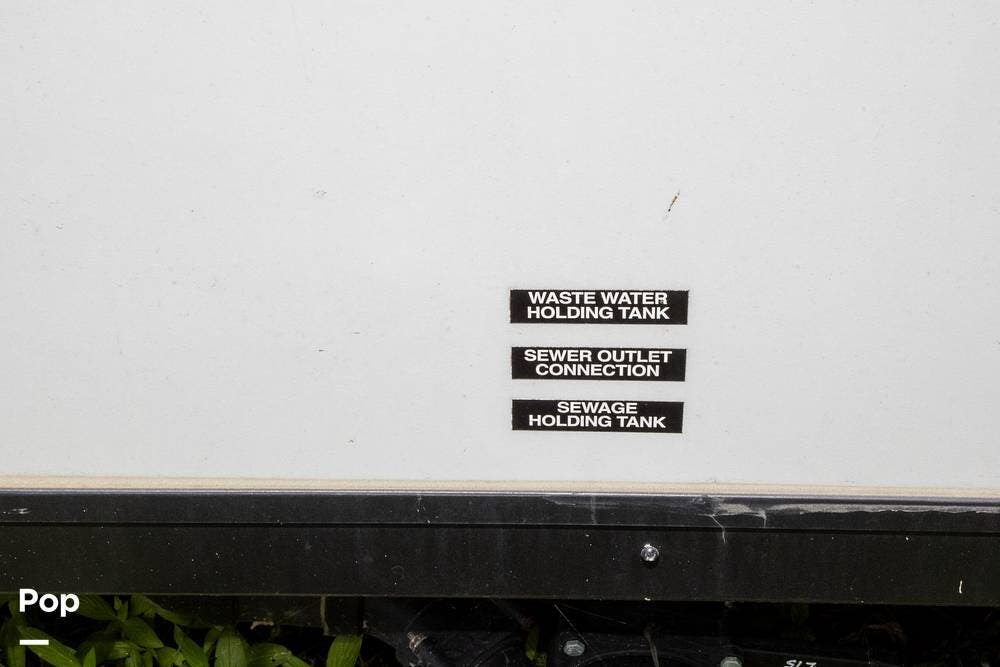 WASTE WATER
HOLDING TANK
SEWER OUTLET
CONNECTION
SEWAGE
HOLDING TANK
Pop